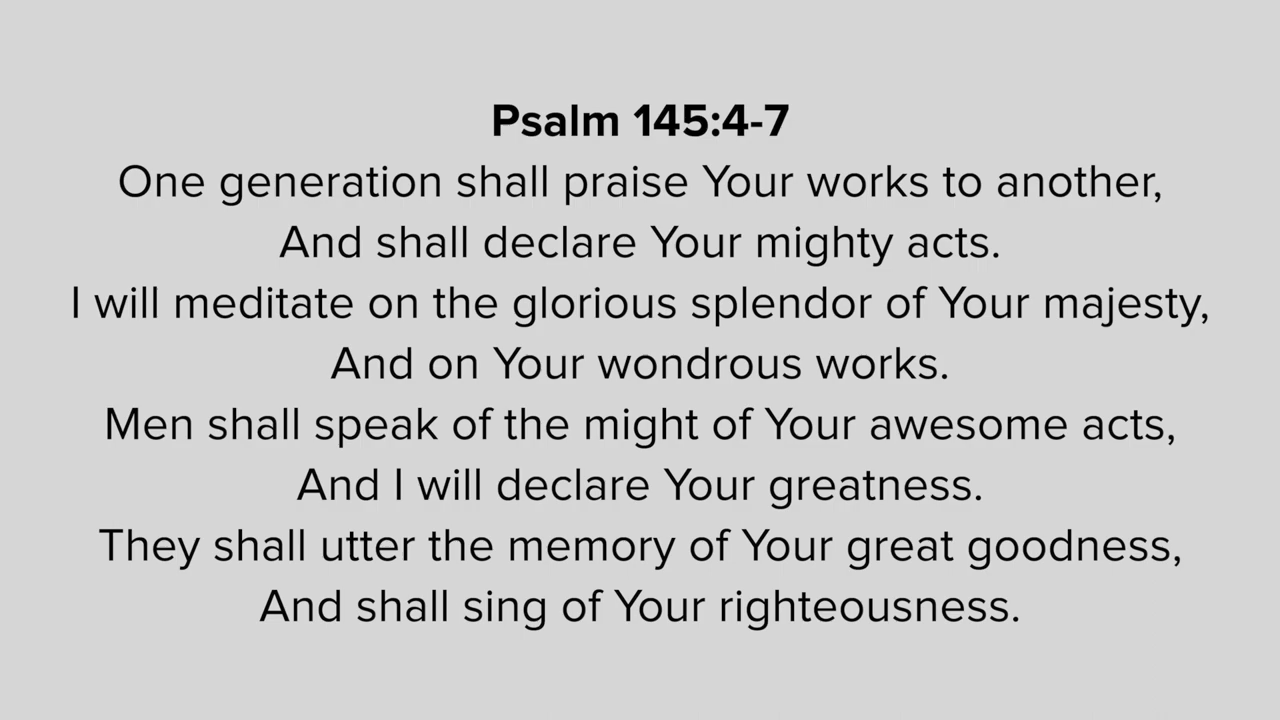 Psalm 145:4-7
One generation shall praise Your works to another,
And shall declare Your mighty acts.
I will meditate on the glorious splendor of Your majesty,
And on Your wondrous works.
Men shall speak of the might of Your awesome acts,
And I will declare Your greatness.
They shall utter the memory of Your great goodness,
And shall sing of Your righteousness.